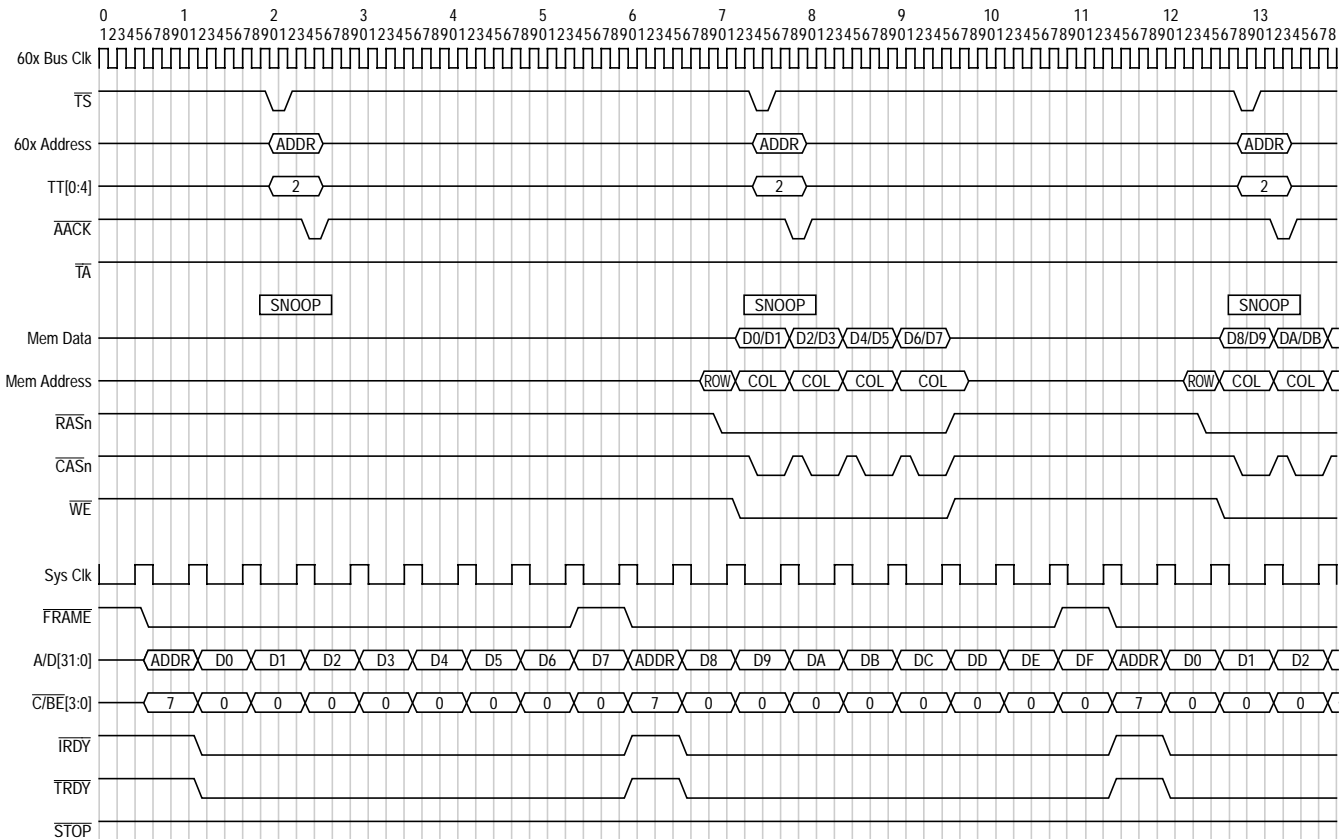 0 1 2 3 4 5 6 7 8 9 10 11 12 13
1 23456789012345678901234567890123456789012345678901234567890123456789012345678901234567890123456789012345678901234567890123456789012345678
60x Bus Clk
TS
60x Address ADDR ADDR ADDR
TT[0:4] 2 2 2
AACK
TA
SNOOP SNOOP SNOOP
Mem Data D0/D1 D2/D3 D4/D5 D6/D7 D8/D9 DA/DB
Mem Address ROW COL COL COL COL ROW COL COL
RASn
CASn
WE
Sys Clk
FRAME
A/D[31:0] ADDR D0 D1 D2 D3 D4 D5 D6 D7 ADDR D8 D9 DA DB DC DD DE DF ADDR D0 D1 D2
C/BE[3:0] 7 0 0 0 0 0 0 0 0 7 0 0 0 0 0 0 0 0 7 0 0 0
IRDY
TRDY
STOP